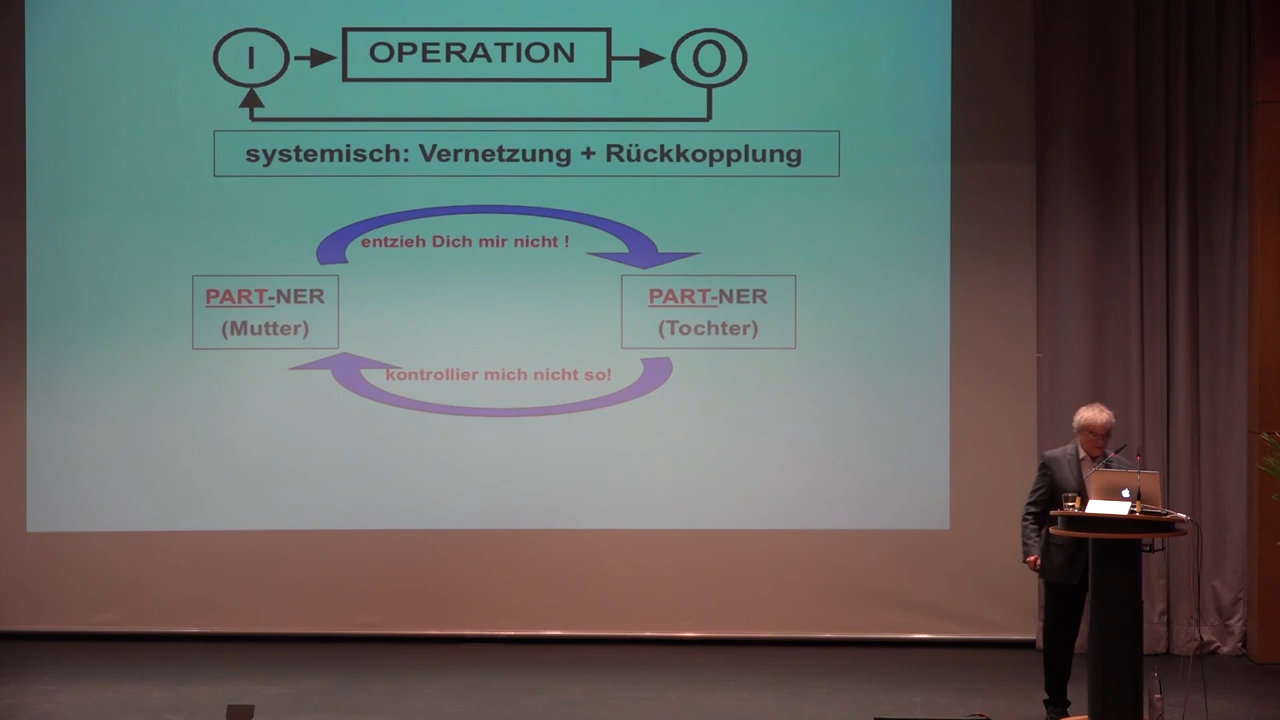 I OPERATION O
systemisch: Vernetzung + Rückkopplung
entzieh Dich mir nicht !
PART-NER
(Mutter)
PART-NER
(Tochter)
kontrollier mich nicht so!